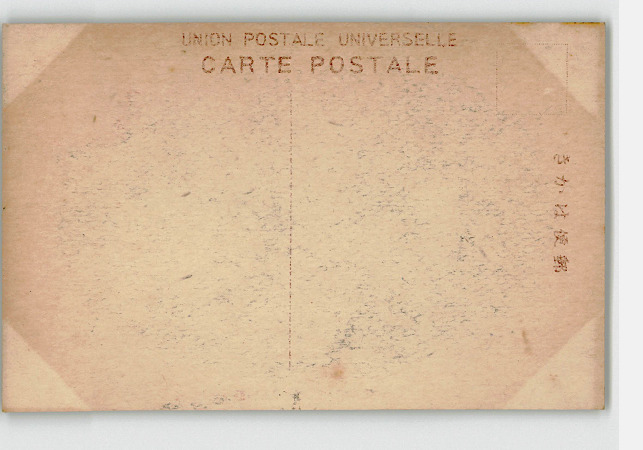 UNION POSTALE UNIVERSELLE
CARTE POSTALE
きかは便郵